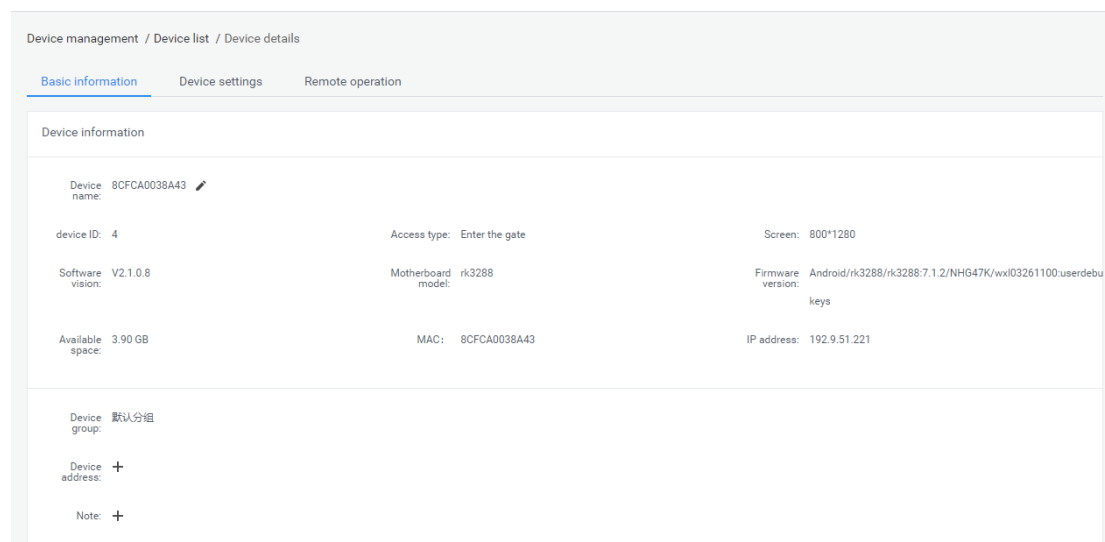 Device management / Device list / Device details
Basic information Device settings Remote operation
Device information
Device name: 8CFCA0038A43
device ID: 4 Access type: Enter the gate Screen: 800*1280
Software vision: V2.1.0.8 Motherboard model: rk3288 Firmware version: Android/rk3288/rk3288:7.1.2/NHG47K/wxl03261100:userdebu
keys
Available space: 3.90 GB MAC: 8CFCA0038A43 IP address: 192.9.51.221
Device group: 默认分组
Device address: +
Note: +